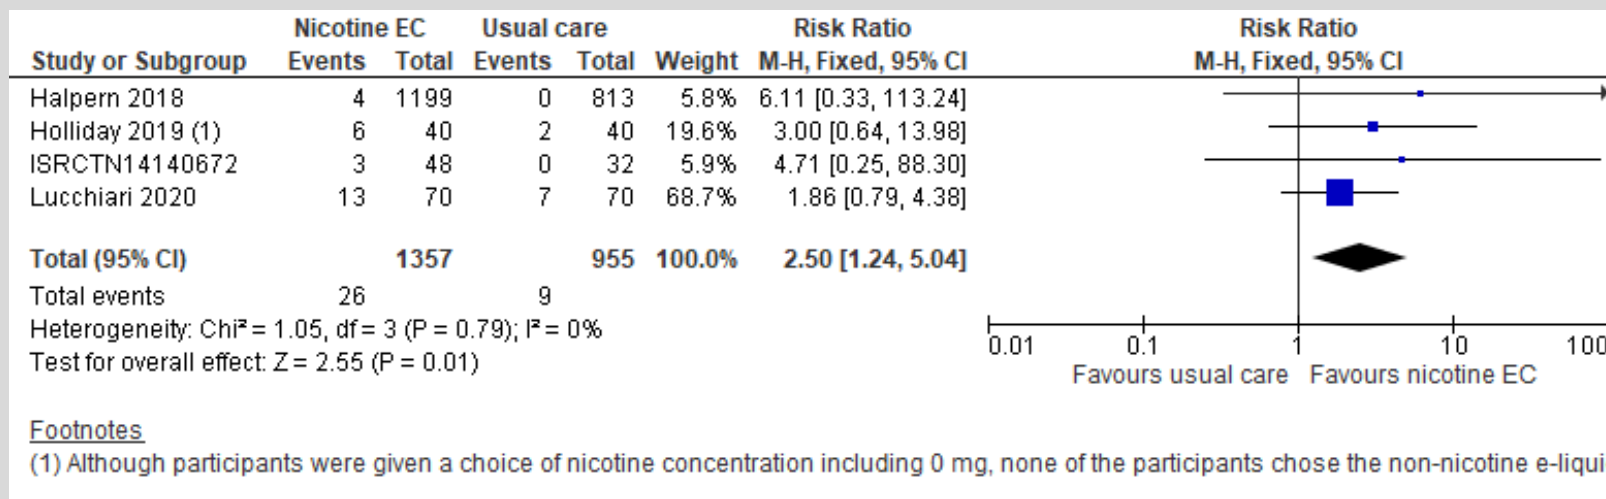 Nicotine EC Usual care Risk Ratio Risk Ratio
Study or Subgroup Events Total Events Total Weight M-H, Fixed, 95% CI M-H, Fixed, 95% CI
Halpern 2018 4 1199 0 813 5.8% 6.11 [0.33, 113.24]
Holliday 2019 (1) 6 40 2 40 19.6% 3.00 [0.64, 13.98]
ISRCTN14140672 3 48 0 32 5.9% 4.71 [0.25, 88.30]
Lucchiari 2020 13 70 7 70 68.7% 1.86 [0.79, 4.38]
Total (95% CI) 1357 955 100.0% 2.50 [1.24, 5.04]
Total events 26 9
Heterogeneity: Chi² = 1.05, df = 3 (P = 0.79); I² = 0%
Test for overall effect: Z = 2.55 (P = 0.01)
0.01 0.1 1 10 100
Favours usual care Favours nicotine EC
Footnotes
(1) Although participants were given a choice of nicotine concentration including 0 mg, none of the participants chose the non-nicotine e-liqui